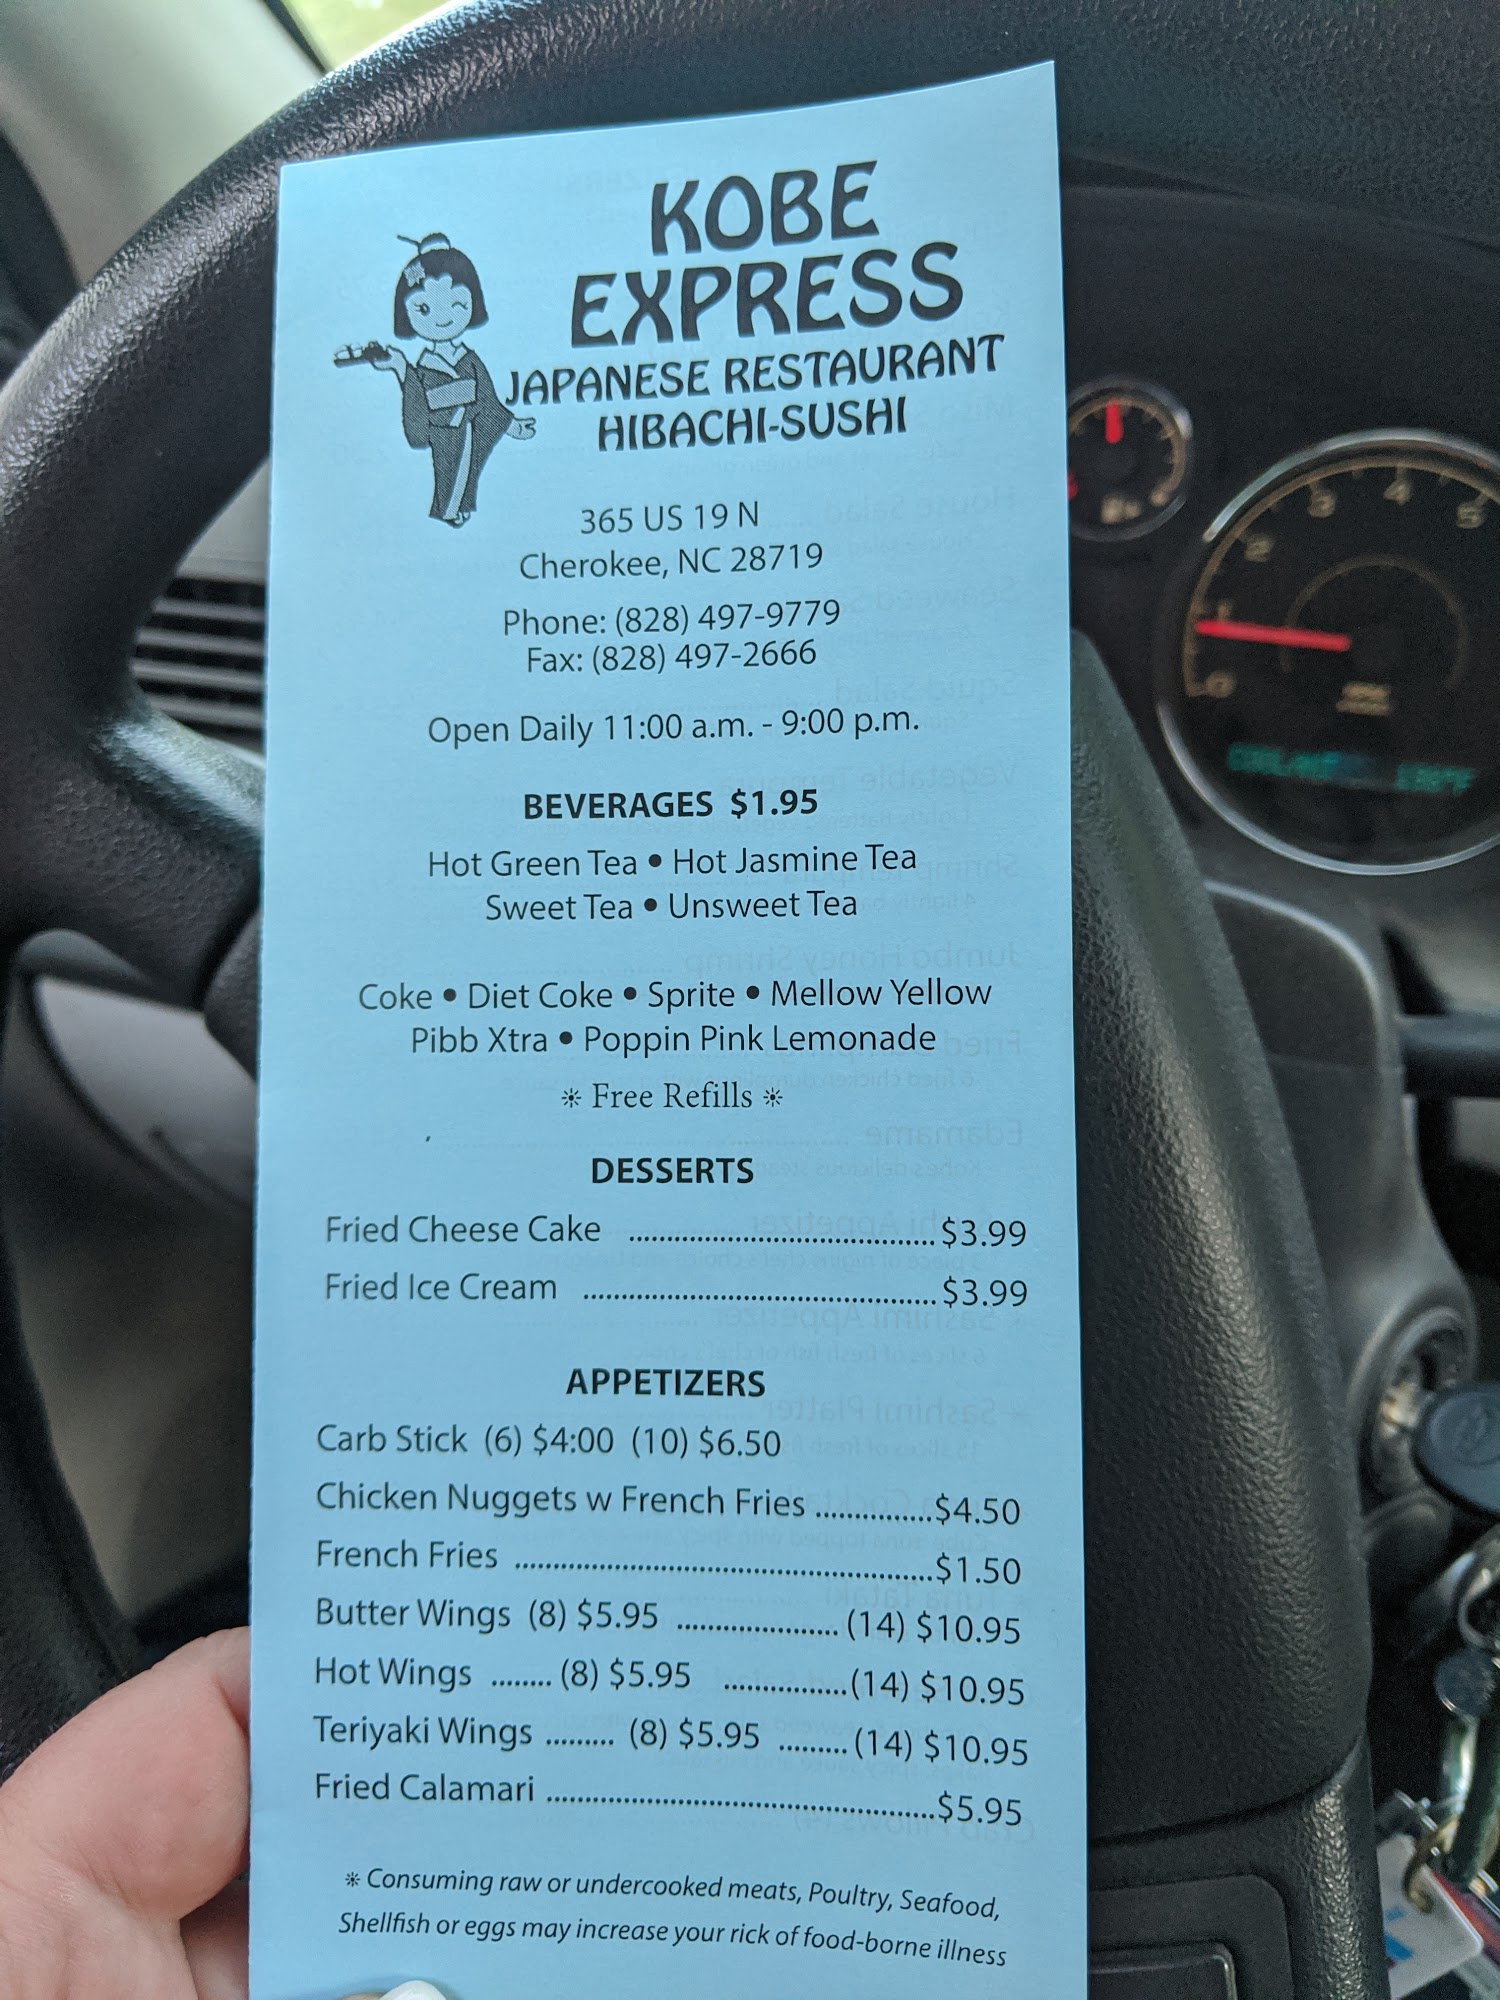 KOBE
EXPRESS
JAPANESE RESTAURANT
HIBACHI-SUSHI
365 US 19 N
Cherokee, NC 28719
Phone: (828) 497-9779
Fax: (828) 497-2666
Open Daily 11:00 a.m. - 9:00 p.m.
BEVERAGES $1.95
Hot Green Tea • Hot Jasmine Tea
Sweet Tea • Unsweet Tea
Coke • Diet Coke • Sprite • Mellow Yellow
Pibb Xtra • Poppin Pink Lemonade
✳ Free Refills ✳
DESSERTS
Fried Cheese Cake ........................................ $3.99
Fried Ice Cream .............................................. $3.99
APPETIZERS
Carb Stick (6) $4:00 (10) $6.50
Chicken Nuggets w French Fries ............... $4.50
French Fries ...................................................... $1.50
Butter Wings (8) $5.95 ..................... (14) $10.95
Hot Wings ........ (8) $5.95 ................ (14) $10.95
Teriyaki Wings ......... (8) $5.95 ......... (14) $10.95
Fried Calamari .................................................. $5.95
✳ Consuming raw or undercooked meats, Poultry, Seafood,
Shellfish or eggs may increase your rick of food-borne illness
0
1
2
3
4
5